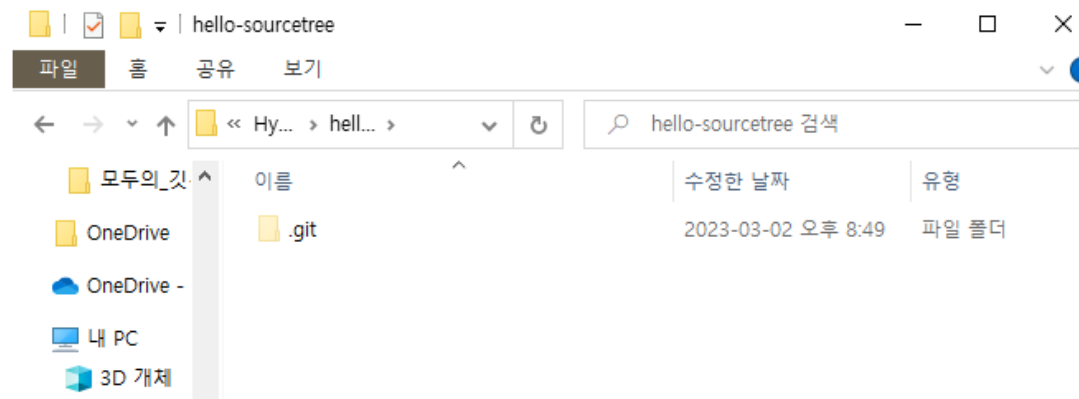 hello-sourcetree
파일 홈 공유 보기
« Hy... › hell... › hello-sourcetree 검색
모두의_깃 이름 수정한 날짜 유형
OneDrive .git 2023-03-02 오후 8:49 파일 폴더
OneDrive -
내 PC
3D 개체